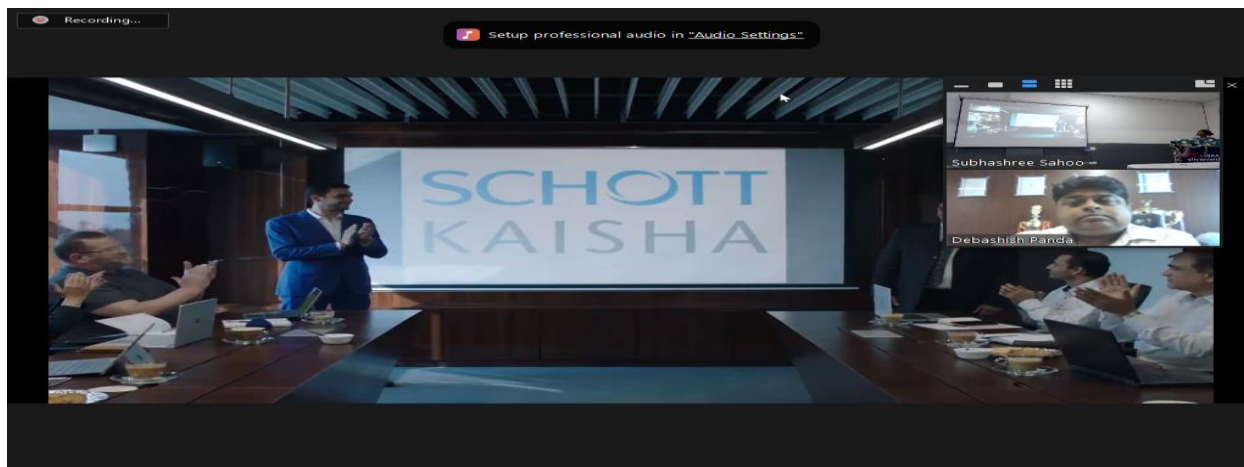 Recording...
Setup professional audio in "Audio Settings"
SCHOTT
KAISHA
Subhashree Sahoo
Debashish Panda